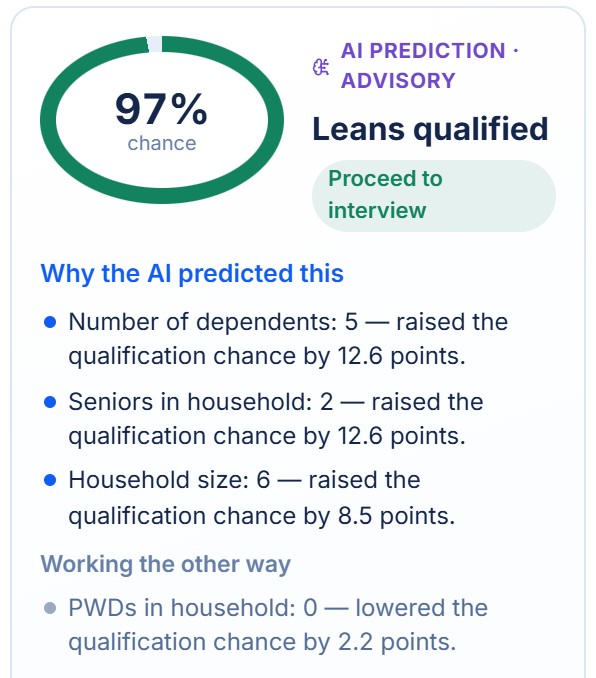 97%
chance
AI PREDICTION ·
ADVISORY
Leans qualified
Proceed to
interview
Why the AI predicted this
Number of dependents: 5 — raised the
qualification chance by 12.6 points.
Seniors in household: 2 — raised the
qualification chance by 12.6 points.
Household size: 6 — raised the
qualification chance by 8.5 points.
Working the other way
PWDs in household: 0 — lowered the
qualification chance by 2.2 points.